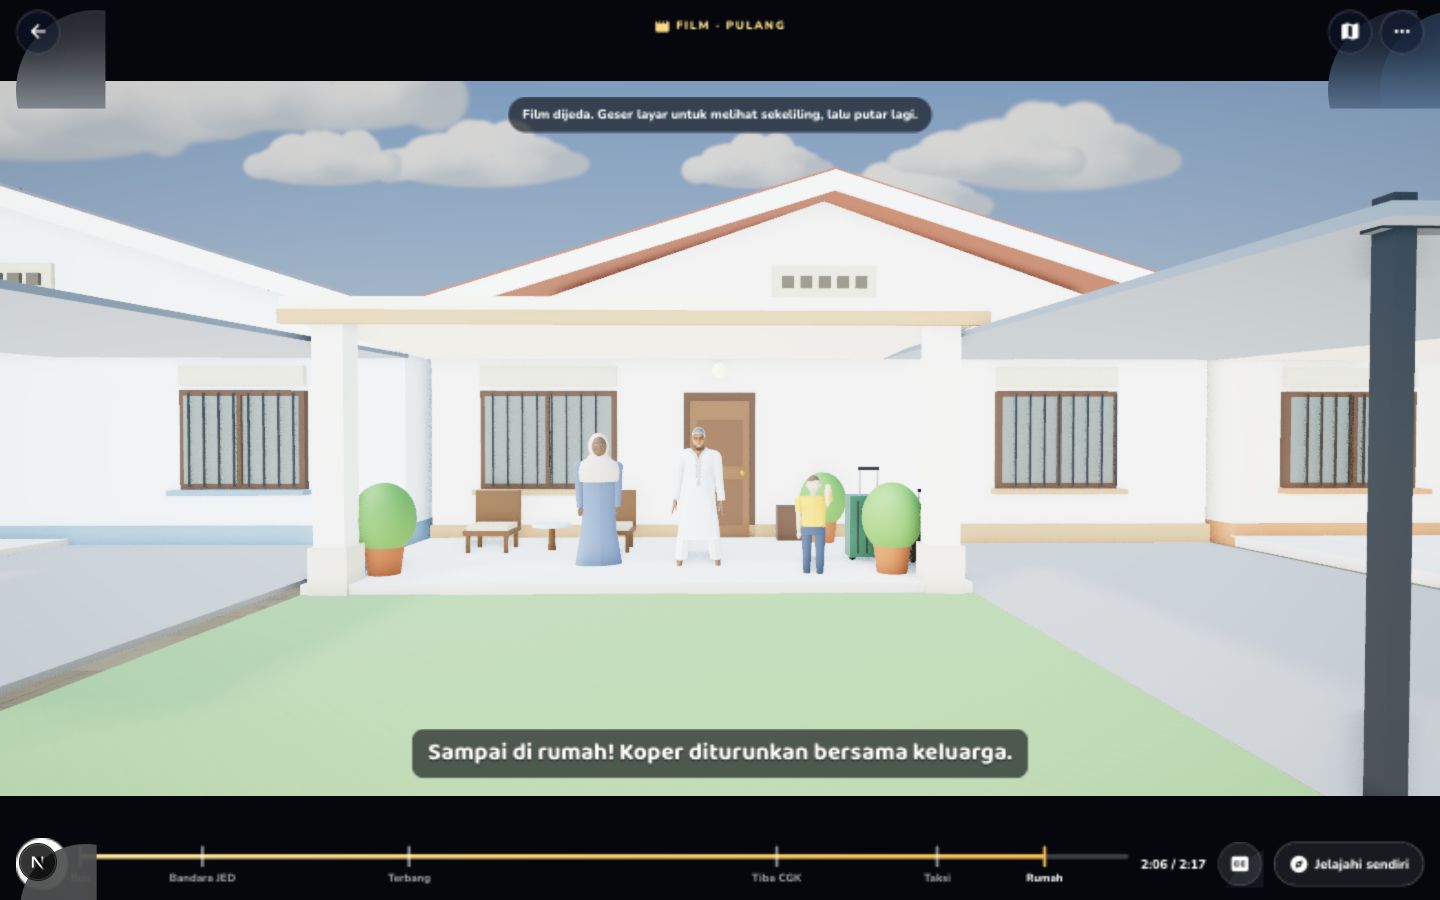 FILM - PULANG
Film dijeda. Geser layar untuk melihat sekeliling, lalu putar lagi.
Sampai di rumah! Koper diturunkan bersama keluarga.
N
Bandara JED
Terbang
Tiba CGK
Taksi
Rumah
2:06 / 2:17
CC
Jelajahi sendiri